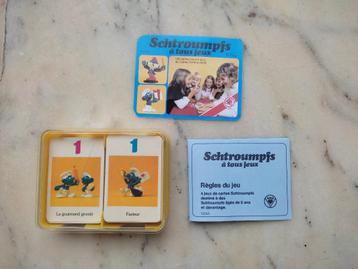 Schtroumpfs
à tous jeux
1
1
Le gourmand grondé
Facteur
Schtroumpfs
à tous jeux
Règles du jeu
4 jeux de cartes Schtroumpfs
destiné à des
Schtroumpfs âgés de 5 ans
et davantage.